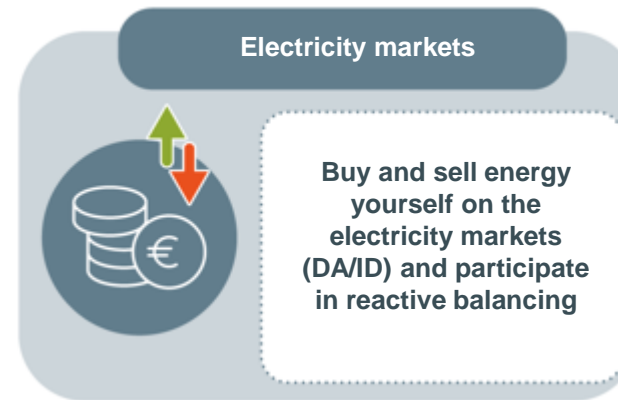 Electricity markets
Buy and sell energy
yourself on the
electricity markets
(DA/ID) and participate
in reactive balancing
€